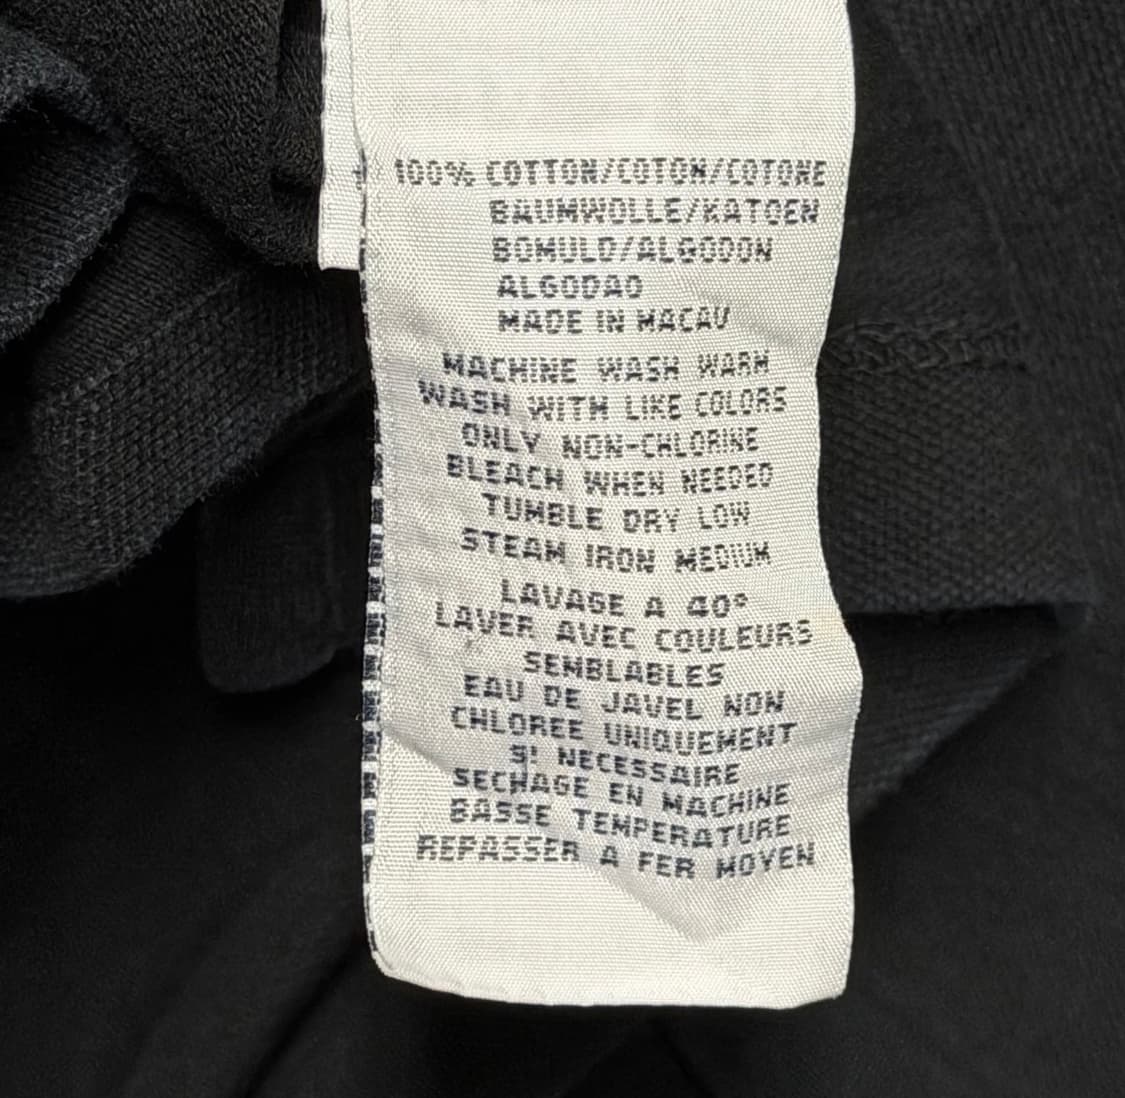 100% COTTON/COTON/COTONE
BAUMWOLLE/KATOEN
BOMULD/ALGODON
ALGODAO
MADE IN MACAU
MACHINE WASH WARM
WASH WITH LIKE COLORS
ONLY NON-CHLORINE
BLEACH WHEN NEEDED
TUMBLE DRY LOW
STEAM IRON MEDIUM
LAVAGE A 40°
LAVER AVEC COULEURS
SEMBLABLES
EAU DE JAVEL NON
CHLOREE UNIQUEMENT
S! NECESSAIRE
SECHAGE EN MACHINE
BASSE TEMPERATURE
REPASSER A FER MOYEN